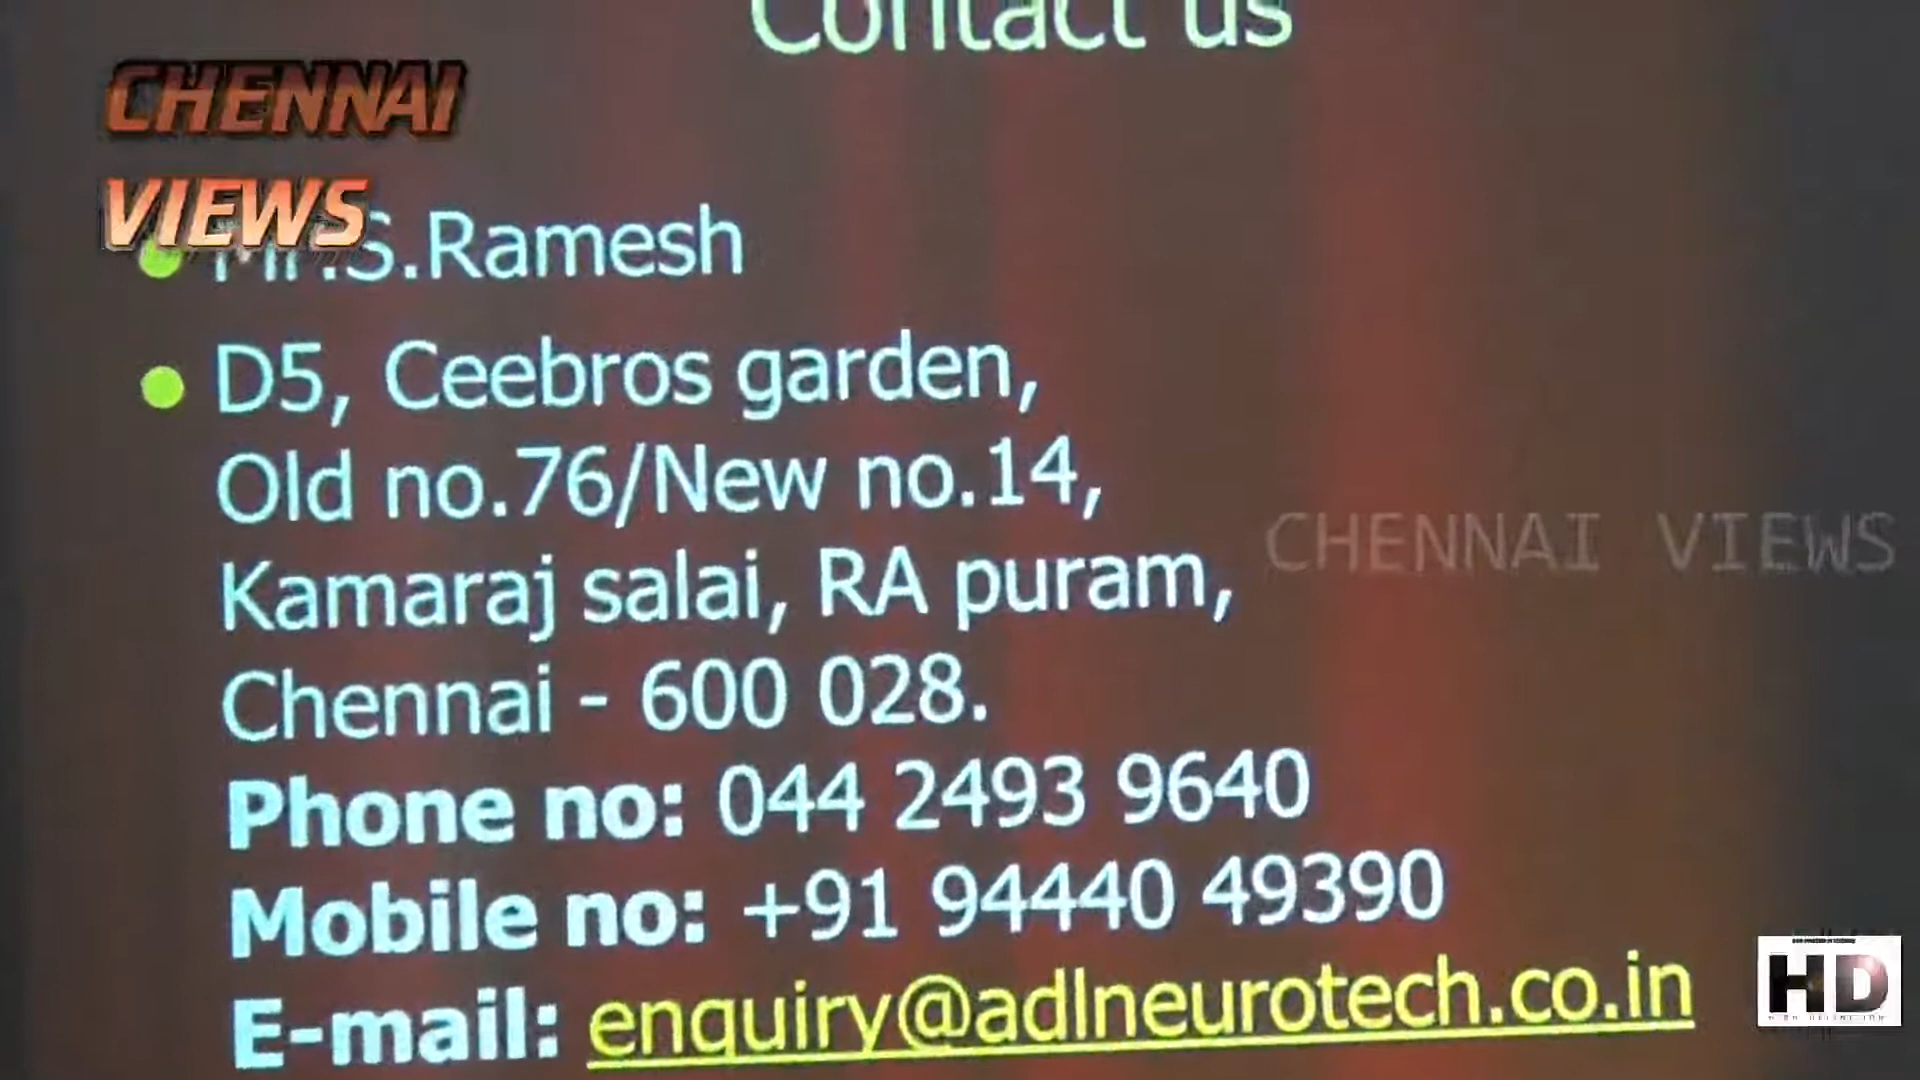 Contact us
CHENNAI
VIEWS
Mr.S.Ramesh
D5, Ceebros garden,
Old no.76/New no.14,
Kamaraj salai, RA puram,
CHENNAI VIEWS
Chennai - 600 028.
Phone no: 044 2493 9640
Mobile no: +91 94440 49390
E-mail: enquiry@adlneurotech.co.in
HD